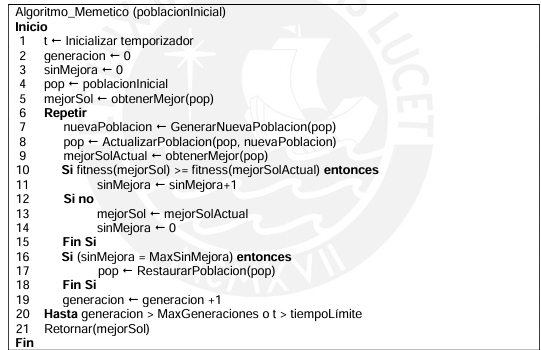 Algoritmo_Memetico (poblacionInicial)
Inicio
1 t ← Inicializar temporizador
2 generacion ← 0
3 sinMejora ← 0
4 pop ← poblacionInicial
5 mejorSol ← obtenerMejor(pop)
6 Repetir
7 nuevaPoblacion ← GenerarNuevaPoblacion(pop)
8 pop ← ActualizarPoblacion(pop, nuevaPoblacion)
9 mejorSolActual ← obtenerMejor(pop)
10 Si fitness(mejorSol) >= fitness(mejorSolActual) entonces
11 sinMejora ← sinMejora+1
12 Si no
13 mejorSol ← mejorSolActual
14 sinMejora ← 0
15 Fin Si
16 Si (sinMejora = MaxSinMejora) entonces
17 pop ← RestaurarPoblacion(pop)
18 Fin Si
19 generacion ← generacion +1
20 Hasta generacion > MaxGeneraciones o t > tiempoLímite
21 Retornar(mejorSol)
Fin